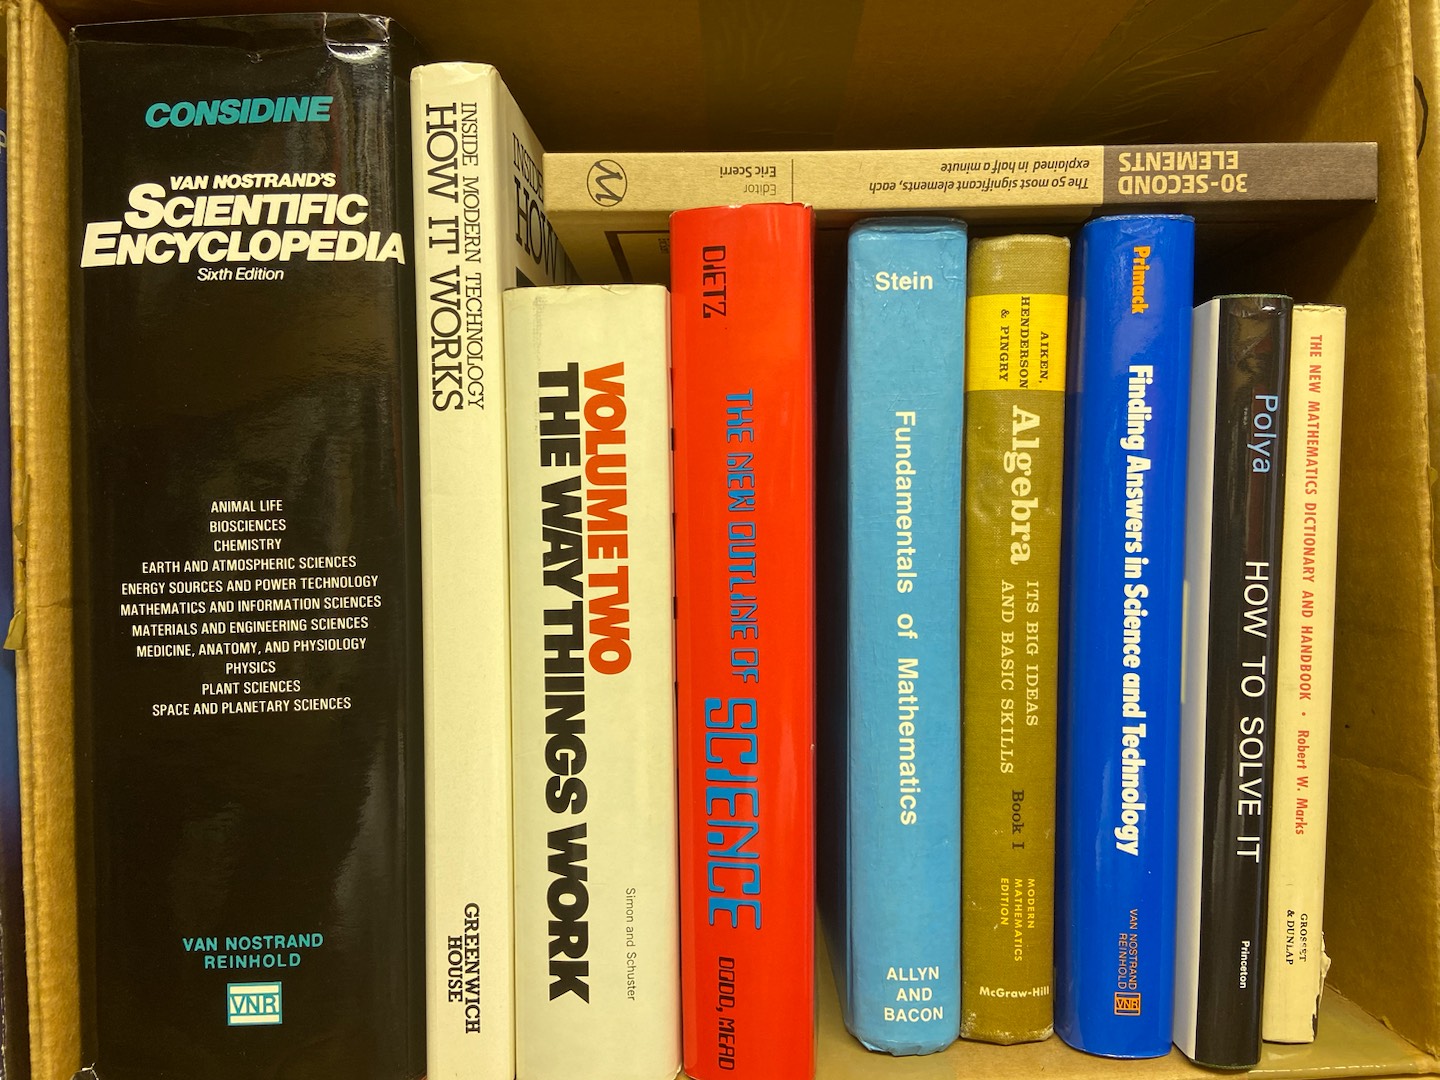 CONSIDINE
VAN NOSTRAND'S
SCIENTIFIC
ENCYCLOPEDIA
Sixth Edition
ANIMAL LIFE
BIOSCIENCES
CHEMISTRY
EARTH AND ATMOSPHERIC SCIENCES
ENERGY SOURCES AND POWER TECHNOLOGY
MATHEMATICS AND INFORMATION SCIENCES
MATERIALS AND ENGINEERING SCIENCES
MEDICINE, ANATOMY, AND PHYSIOLOGY
PHYSICS
PLANT SCIENCES
SPACE AND PLANETARY SCIENCES
VAN NOSTRAND
REINHOLD
VNR
INSIDE MODERN TECHNOLOGY
HOW IT WORKS
GREENWICH
HOUSE
INSIDE
HOW
30-SECOND
ELEMENTS
The 50 most significant elements, each
explained in half a minute
Editor
Eric Scerri
VOLUME TWO
THE WAY THINGS WORK
Simon and Schuster
DIETZ
THE NEW OUTLINE OF
SCIENCE
DODD, MEAD
Stein
Fundamentals of Mathematics
ALLYN
AND
BACON
AIKEN,
HENDERSON
& PINGRY
Algebra
ITS BIG IDEAS
AND BASIC SKILLS
Book I
MODERN
MATHEMATICS
EDITION
McGraw-Hill
Primack
Finding Answers in Science and Technology
VAN NOSTRAND
REINHOLD
VNR
Polya
HOW TO SOLVE IT
Princeton
THE NEW MATHEMATICS DICTIONARY AND HANDBOOK • Robert W. Marks
GROSSET
& DUNLAP